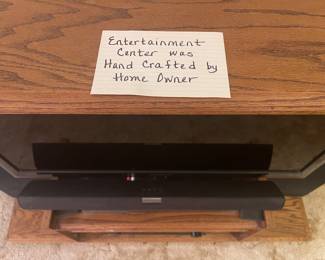 Entertainment
Center was
Hand Crafted by
Home Owner